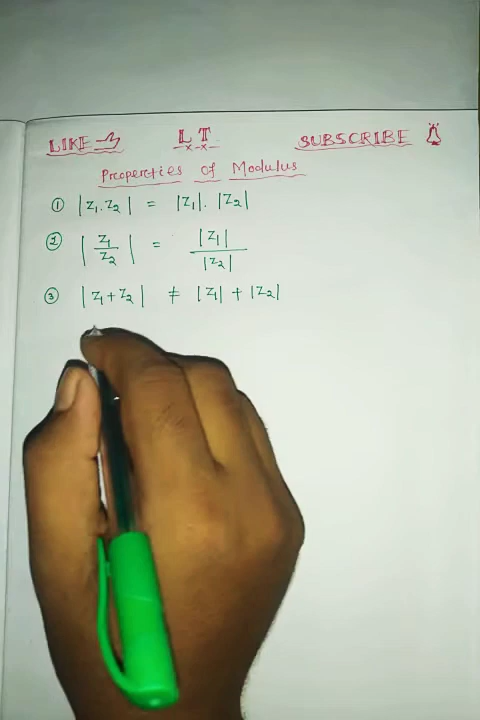 LIKE LT SUBSCRIBE
Properties of Modulus
① |z₁.z₂| = |z₁|.|z₂|
② |z₁/z₂| = |z₁|/|z₂|
③ |z₁+z₂| ≠ |z₁|+|z₂|